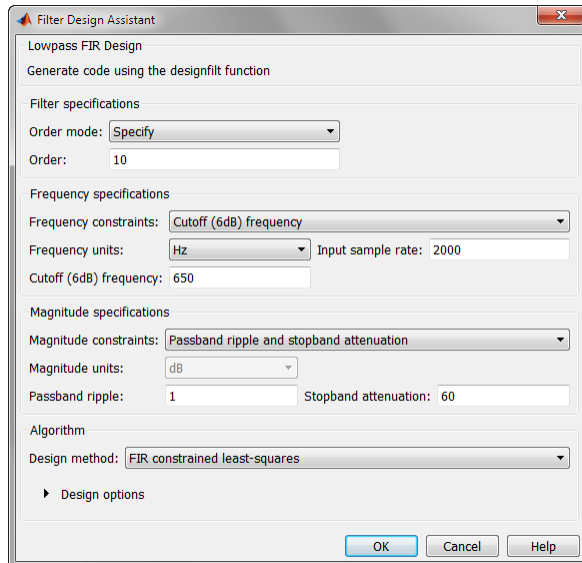 Filter Design Assistant
Lowpass FIR Design
Generate code using the designfilt function
Filter specifications
Order mode: Specify
Order: 10
Frequency specifications
Frequency constraints: Cutoff (6dB) frequency
Frequency units: Hz Input sample rate: 2000
Cutoff (6dB) frequency: 650
Magnitude specifications
Magnitude constraints: Passband ripple and stopband attenuation
Magnitude units: dB
Passband ripple: 1 Stopband attenuation: 60
Algorithm
Design method: FIR constrained least-squares
Design options
OK Cancel Help